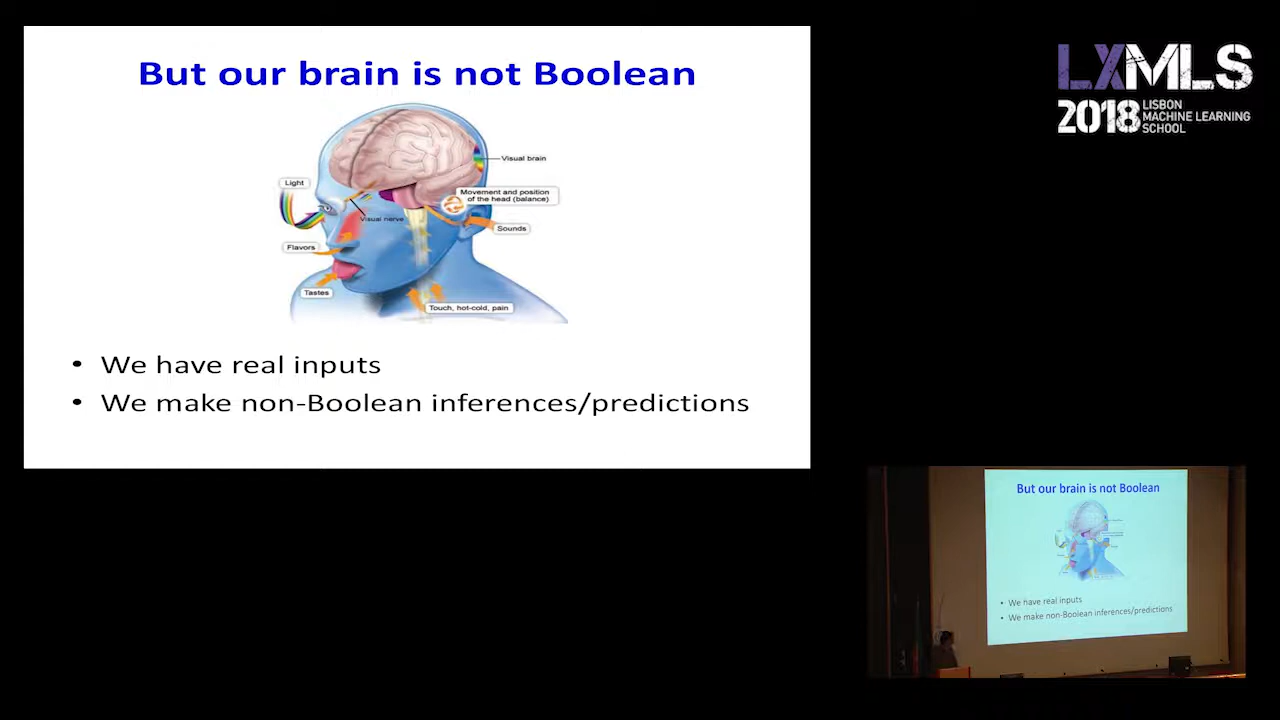 But our brain is not Boolean
Visual brain
Light
Movement and position
of the head (balance)
Visual nerve
Sounds
Flavors
Tastes
Touch, hot-cold, pain
• We have real inputs
• We make non-Boolean inferences/predictions
LXMLS
2018 LISBON
MACHINE LEARNING
SCHOOL
But our brain is not Boolean
• We have real inputs
• We make non-Boolean inferences/predictions